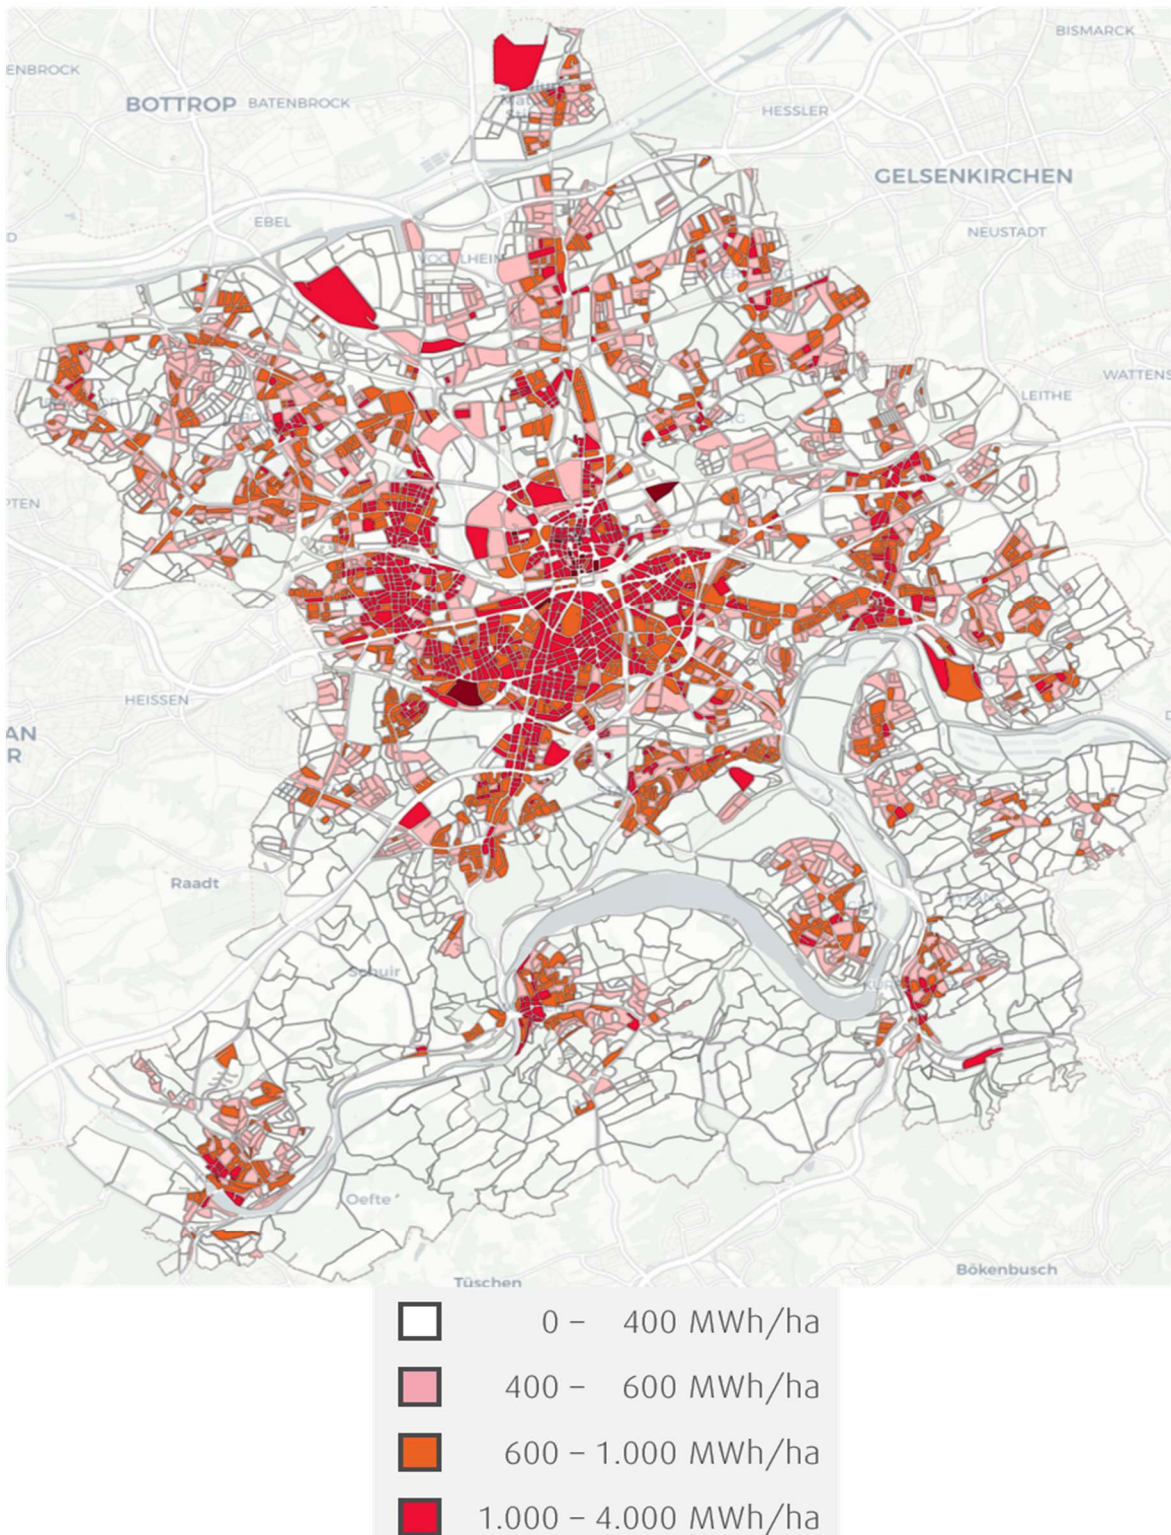 BISMARCK
ENBROCK
BOTTROP BATENBROCK
HESSLER
GELSENKIRCHEN
EBEL
NEUSTADT
D
WATTENS
LEITHE
PTEN
HEISSEN
AN
R
Raadt
Schuir
Oefte
Tüschen
Bökenbusch
0 – 400 MWh/ha
400 – 600 MWh/ha
600 – 1.000 MWh/ha
1.000 – 4.000 MWh/ha